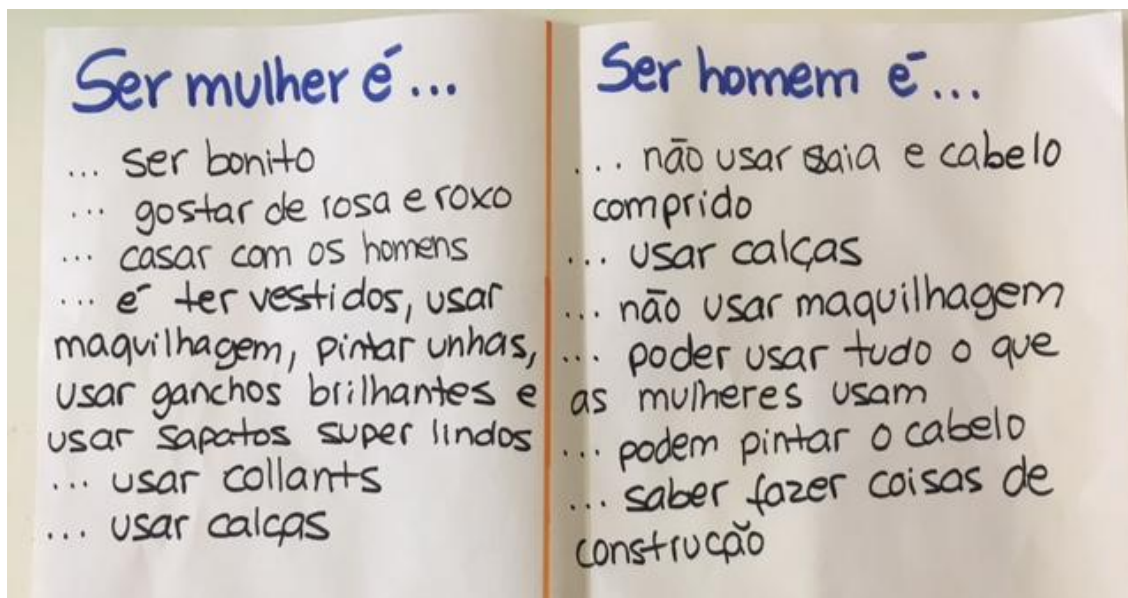 Ser mulher é...
... ser bonito
... gostar de rosa e roxo
... casar com os homens
... é ter vestidos, usar
maquilhagem, pintar unhas,
usar ganchos brilhantes e
usar sapatos super lindos
... usar collants
... usar calças
Ser homem é...
... não usar saia e cabelo
comprido
... usar calças
... não usar maquilhagem
... poder usar tudo o que
as mulheres usam
... podem pintar o cabelo
... saber fazer coisas de
construção